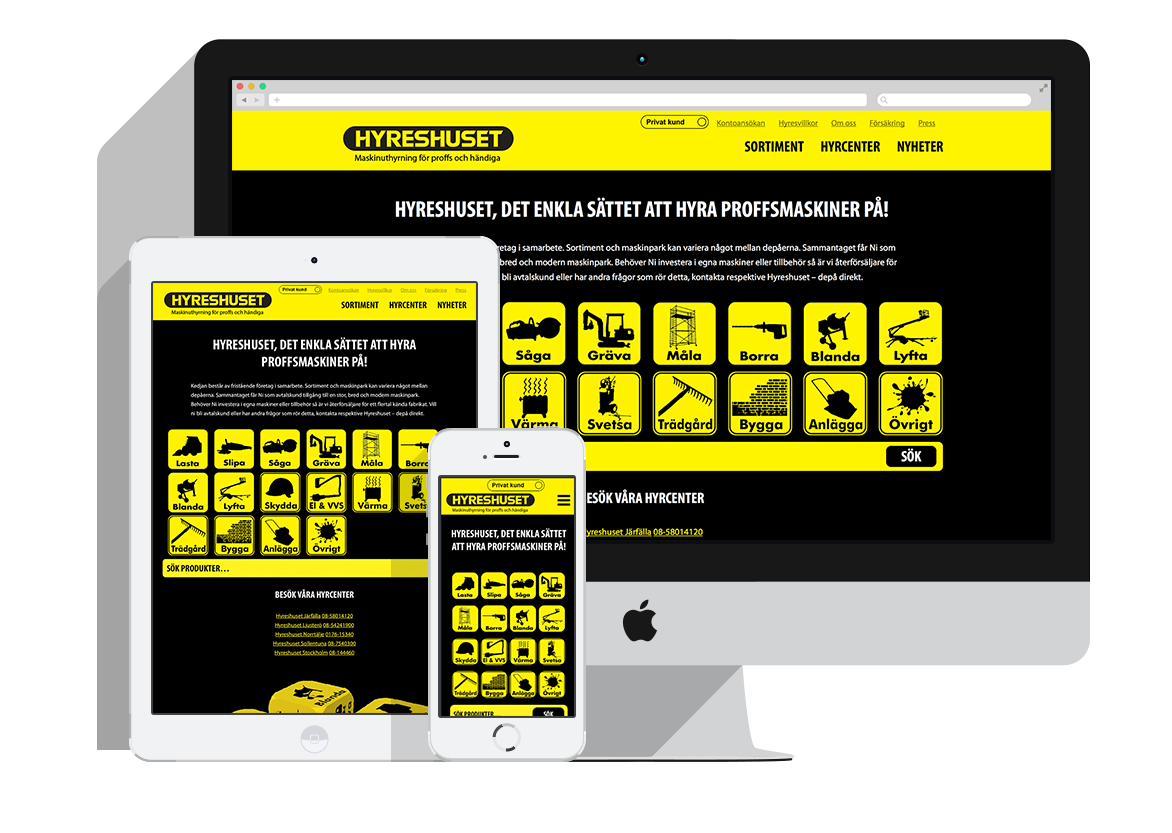 Privat kund
Kontoansökan
Hyresvillkor
Om oss
Försäkring
Press
HYRESHUSET
Maskinuthyrning för proffs och händiga
SORTIMENT
HYRCENTER
NYHETER
HYRESHUSET, DET ENKLA SÄTTET ATT HYRA PROFFSMASKINER PÅ!
retag i samarbete. Sortiment och maskinpark kan variera något mellan depåerna. Sammantaget får Ni som
bred och modern maskinpark. Behöver Ni investera i egna maskiner eller tillbehör så är vi återförsäljare för
bli avtalskund eller har andra frågor som rör detta, kontakta respektive Hyreshuset – depå direkt.
Såga
Gräva
Måla
Borra
Blanda
Lyfta
Värma
Svetsa
Trädgård
Bygga
Anlägga
Övrigt
SÖK
ESÖK VÅRA HYRCENTER
yreshuset Järfälla 08-58014120
Privat kund
Kontoansökan
Hyresvillkor
Om oss
Försäkring
Press
HYRESHUSET
Maskinuthyrning för proffs och händiga
SORTIMENT
HYRCENTER
NYHETER
HYRESHUSET, DET ENKLA SÄTTET ATT HYRA
PROFFSMASKINER PÅ!
Kedjan består av fristående företag i samarbete. Sortiment och maskinpark kan variera något mellan
depåerna. Sammantaget får Ni som avtalskund tillgång till en stor, bred och modern maskinpark.
Behöver Ni investera i egna maskiner eller tillbehör så är vi återförsäljare för ett flertal kända fabrikat. Vill
ni bli avtalskund eller har andra frågor som rör detta, kontakta respektive Hyreshuset – depå direkt.
Lasta
Slipa
Såga
Gräva
Måla
Borra
Blanda
Lyfta
Skydda
El & VVS
Värma
Svets
Trädgård
Bygga
Anlägga
Övrigt
SÖK PRODUKTER...
BESÖK VÅRA HYRCENTER
Hyreshuset Järfälla 08-58014120
Hyreshuset Ljusterö 08-54241900
Hyreshuset Norrtälje 0176-15340
Hyreshuset Sollentuna 08-7540300
Hyreshuset Stockholm 08-144460
Blanda
Privat kund
HYRESHUSET
Maskinuthyrning för proffs och händiga
HYRESHUSET, DET ENKLA SÄTTET
ATT HYRA PROFFSMASKINER PÅ!
Lasta
Slipa
Såga
Gräva
Måla
Borra
Blanda
Lyfta
Skydda
El & VVS
Värma
Svetsa
Trädgård
Bygga
Anlägga
Övrigt
SÖK PRODUKTER
SÖK